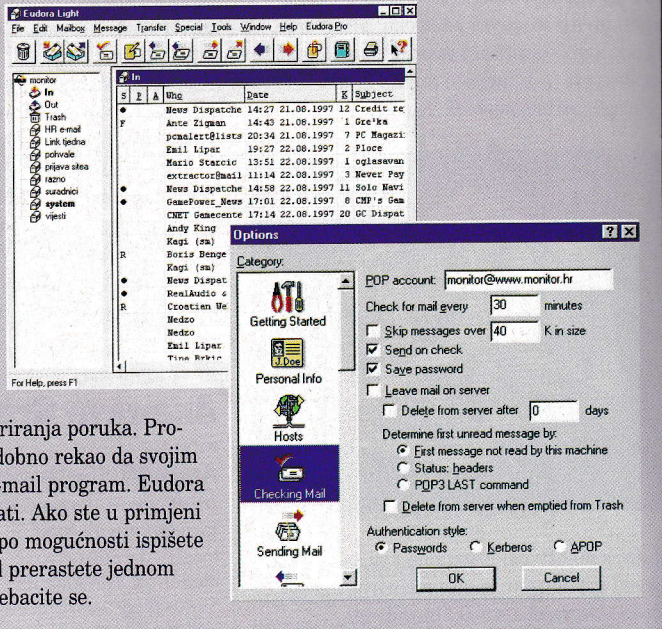 Eudora Light
File Edit Mailbox Message Transfer Special Tools Window Help Eudora Pro
monitor
In
Out
Trash
HR e-mail
Link tjedna
pohvale
prijava sitea
razno
suradnici
system
vijesti
In
S P A Who Date K Subject
News Dispatche 14:27 21.08.1997 12 Credit re
F Ante Zigman 14:43 21.08.1997 1 Gre'ka
pcmalert@lists 20:34 21.08.1997 7 PC Magazi
Emil Lipar 19:27 22.08.1997 2 Ploce
Mario Starcic 13:51 22.08.1997 1 oglasavan
extractor@mail 11:14 22.08.1997 3 Never Pay
News Dispatche 14:58 22.08.1997 11 Solo Navi
GamePower_News 17:01 22.08.1997 8 CMP's Gam
CNET Gamecente 17:14 22.08.1997 20 GC Dispat
Andy King
Kagi (sm)
R Boris Benge
Kagi (sm)
News Dispat
RealAudio &
R Croatian We
Nedzo
Nedzo
Emil Lipar
Tina Brkic
For Help, press F1
Options
Category:
Getting Started
J.Doe
Personal Info
Hosts
Checking Mail
Sending Mail
POP account: monitor@www.monitor.hr
Check for mail every 30 minutes
Skip messages over 40 K in size
Send on check
Save password
Leave mail on server
Delete from server after 0 days
Determine first unread message by:
First message not read by this machine
Status: headers
POP3 LAST command
Delete from server when emptied from Trash
Authentication style:
Passwords Kerberos APOP
OK Cancel
riranja poruka. Pro-
dobno rekao da svojim
-mail program. Eudora
ati. Ako ste u primjeni
po mogućnosti ispišete
l prerastete jednom
ebacite se.